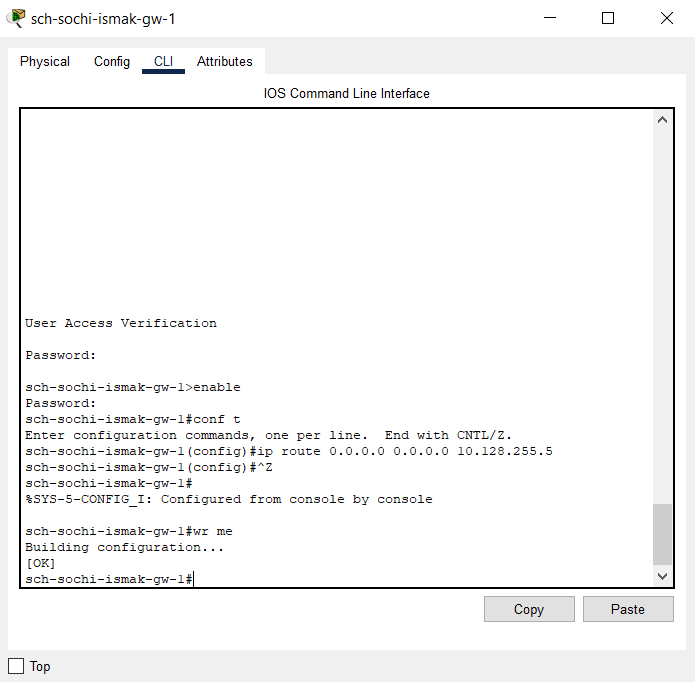 sch-sochi-ismak-gw-1
Physical Config CLI Attributes
IOS Command Line Interface
User Access Verification
Password:
sch-sochi-ismak-gw-1>enable
Password:
sch-sochi-ismak-gw-1#conf t
Enter configuration commands, one per line.  End with CNTL/Z.
sch-sochi-ismak-gw-1(config)#ip route 0.0.0.0 0.0.0.0 10.128.255.5
sch-sochi-ismak-gw-1(config)#^Z
sch-sochi-ismak-gw-1#
%SYS-5-CONFIG_I: Configured from console by console
sch-sochi-ismak-gw-1#wr me
Building configuration...
[OK]
sch-sochi-ismak-gw-1#
Copy Paste
Top